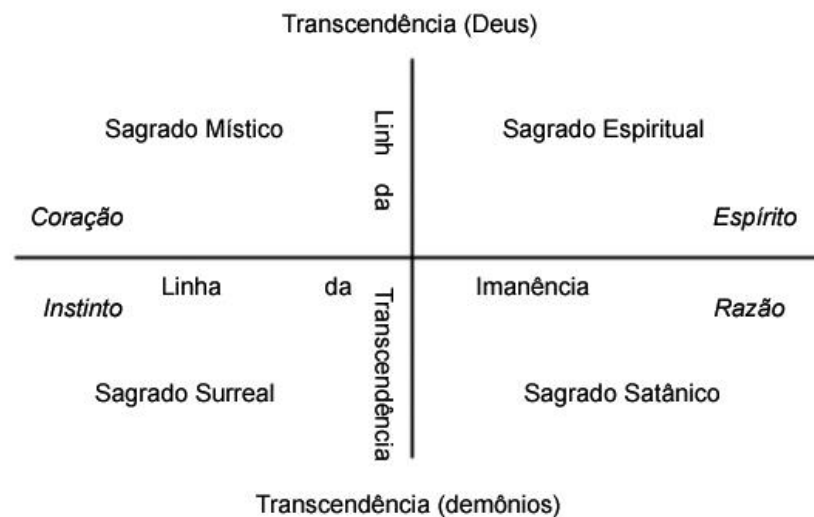 Transcendência (Deus)
Sagrado Místico
Sagrado Espiritual
Linh da
Coração
Espírito
Linha da Imanência
Instinto
Razão
Transcendência
Sagrado Surreal
Sagrado Satânico
Transcendência (demônios)